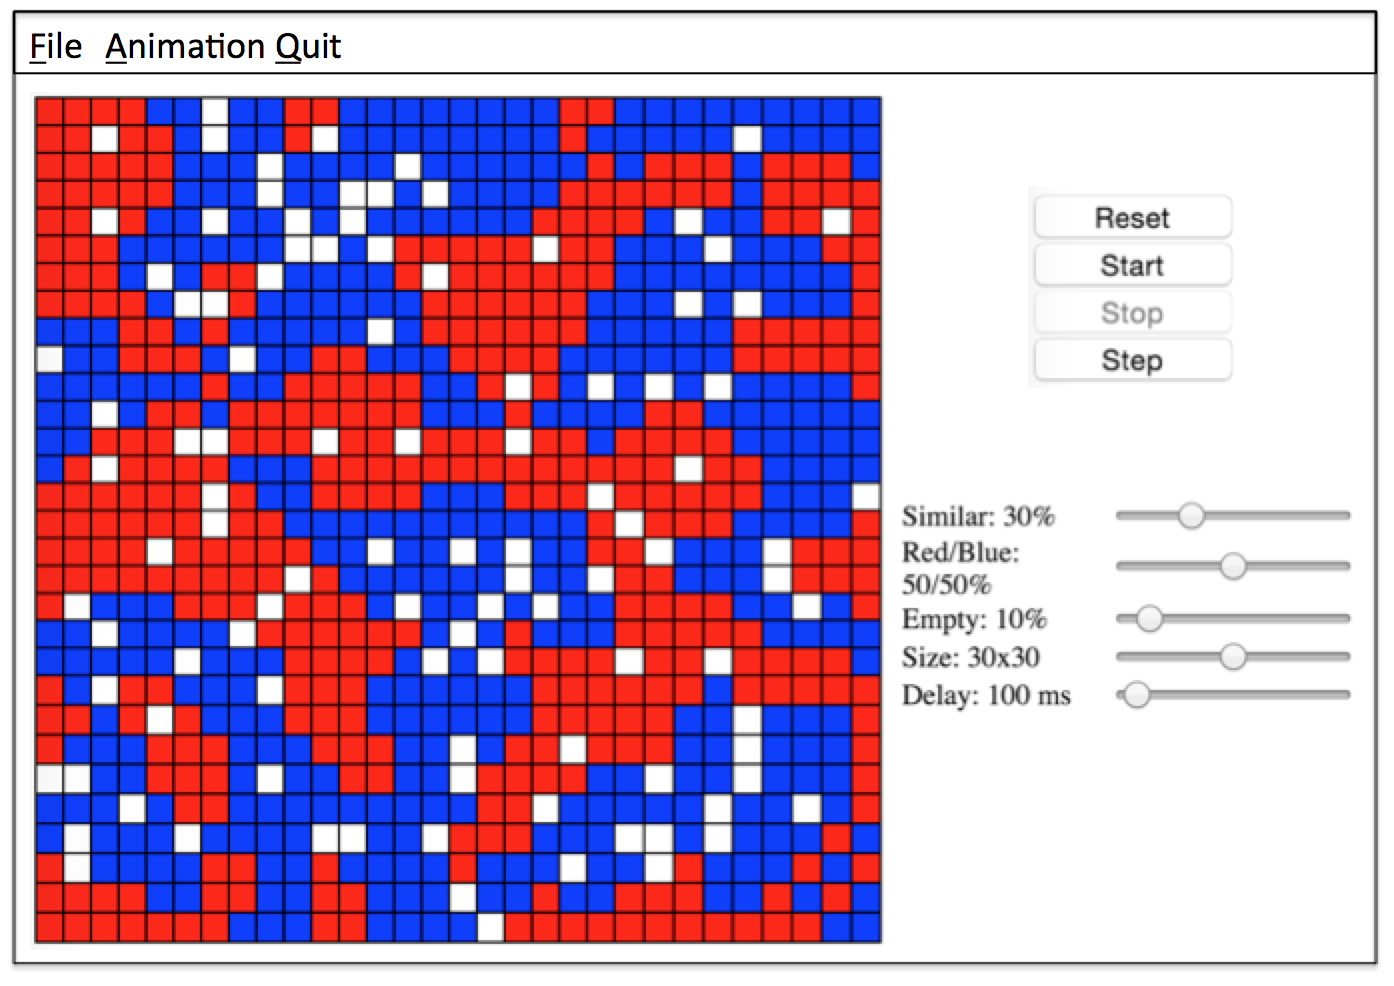 File Animation Quit
Reset
Start
Stop
Step
Similar: 30%
Red/Blue:
50/50%
Empty: 10%
Size: 30x30
Delay: 100 ms